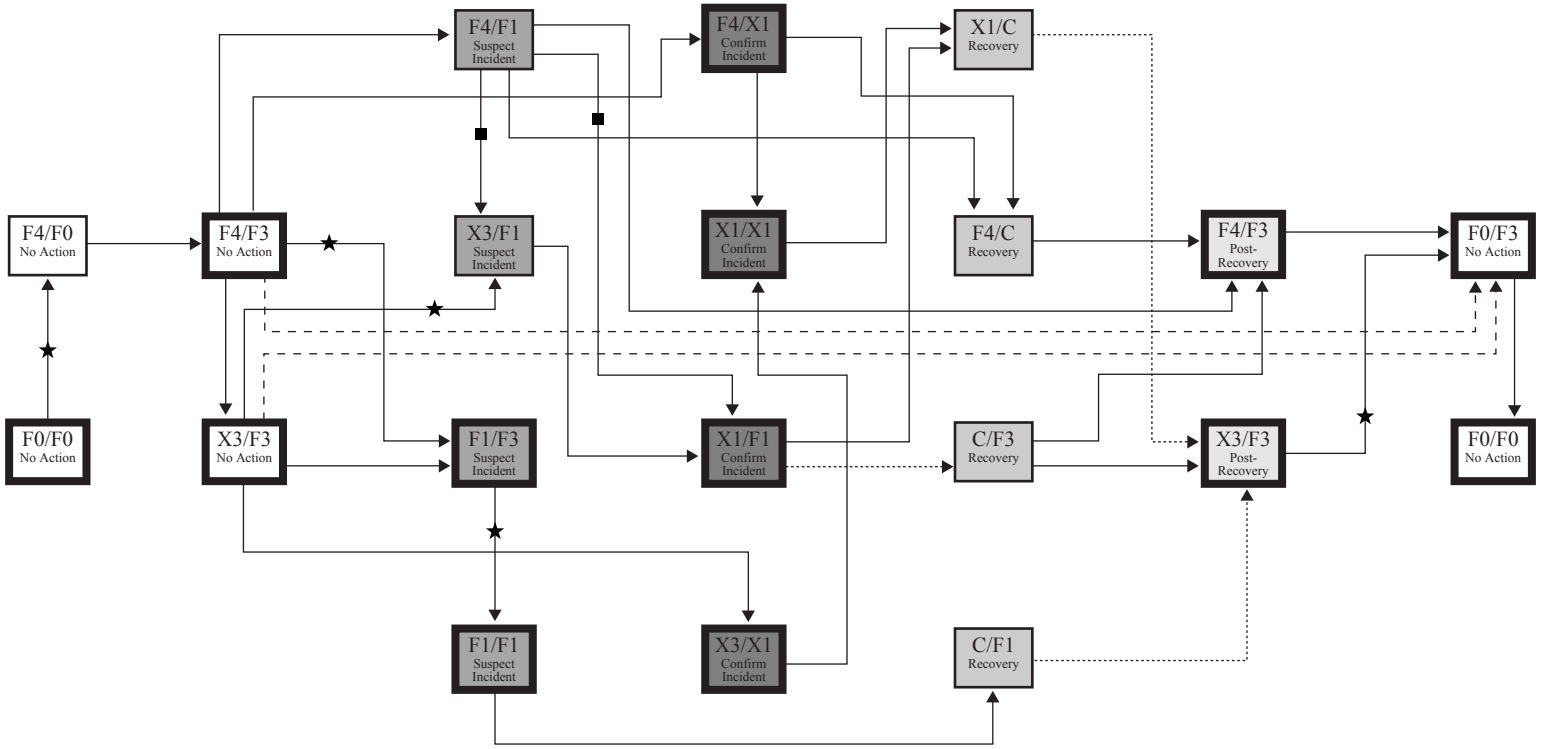 F4/F1
Suspect
Incident
F4/X1
Confirm
Incident
X1/C
Recovery
F4/F0
No Action
F4/F3
No Action
X3/F1
Suspect
Incident
X1/X1
Confirm
Incident
F4/C
Recovery
F4/F3
Post-
Recovery
F0/F3
No Action
F0/F0
No Action
X3/F3
No Action
F1/F3
Suspect
Incident
X1/F1
Confirm
Incident
C/F3
Recovery
X3/F3
Post-
Recovery
F0/F0
No Action
F1/F1
Suspect
Incident
X3/X1
Confirm
Incident
C/F1
Recovery